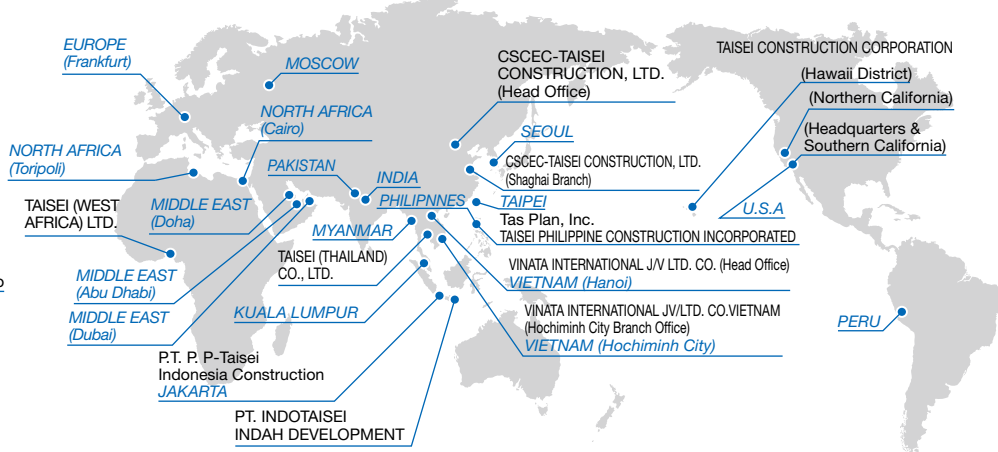 EUROPE
(Frankfurt)
MOSCOW
NORTH AFRICA
(Cairo)
NORTH AFRICA
(Toripoli)
PAKISTAN
INDIA
TAISEI (WEST
AFRICA) LTD.
MIDDLE EAST
(Doha)
MIDDLE EAST
(Abu Dhabi)
MIDDLE EAST
(Dubai)
MYANMAR
TAISEI (THAILAND)
CO., LTD.
KUALA LUMPUR
P.T. P. P-Taisei
Indonesia Construction
JAKARTA
PT. INDOTAISEI
INDAH DEVELOPMENT
CSCEC-TAISEI
CONSTRUCTION, LTD.
(Head Office)
SEOUL
CSCEC-TAISEI CONSTRUCTION, LTD.
(Shaghai Branch)
PHILIPNNES
TAIPEI
Tas Plan, Inc.
TAISEI PHILIPPINE CONSTRUCTION INCORPORATED
VINATA INTERNATIONAL J/V LTD. CO. (Head Office)
VIETNAM (Hanoi)
VINATA INTERNATIONAL JV/LTD. CO.VIETNAM
(Hochiminh City Branch Office)
VIETNAM (Hochiminh City)
TAISEI CONSTRUCTION CORPORATION
(Hawaii District)
(Northern California)
(Headquarters &
Southern California)
U.S.A
PERU